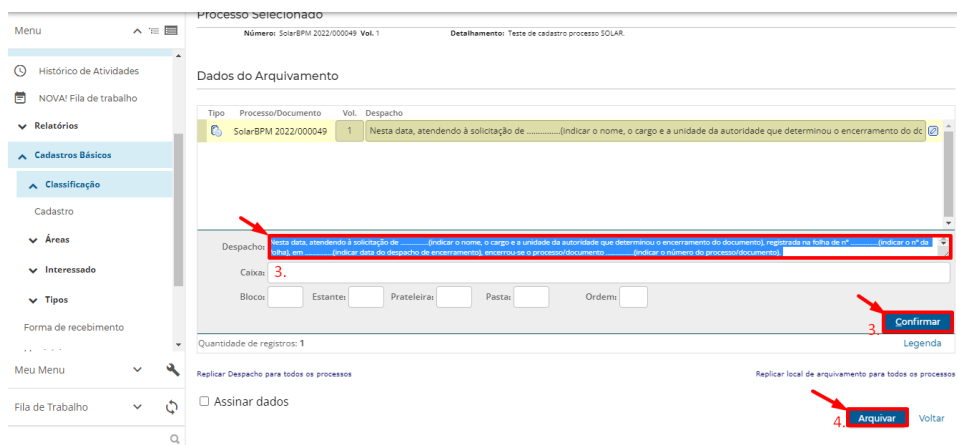 Processo Selecionado
Menu
Número: SolarBPM 2022/000049 Vol. 1 Detalhamento: Teste de cadastro processo SOLAR.
Histórico de Atividades
Dados do Arquivamento
NOVA! Fila de trabalho
Tipo Processo/Documento Vol. Despacho
Relatórios
SolarBPM 2022/000049 1 Nesta data, atendendo à solicitação de ..............(indicar o nome, o cargo e a unidade da autoridade que determinou o encerramento do dc
Cadastros Básicos
Classificação
Cadastro
Áreas
Despacho: Nesta data, atendendo à solicitação de ..............(indicar o nome, o cargo e a unidade da autoridade que determinou o encerramento do documento), registrada na folha de nº ..............(indicar o nº da
folha), em ..............(indicar data do despacho de encerramento), encerrou-se o processo/documento ..............(indicar o número do processo/documento).
Interessado
Caixa: 3.
Tipos
Bloco: Estante: Prateleira: Pasta: Ordem:
Forma de recebimento
3. Confirmar
Quantidade de registros: 1 Legenda
Meu Menu
Replicar Despacho para todos os processos Replicar local de arquivamento para todos os processos
Fila de Trabalho
Assinar dados
4. Arquivar Voltar